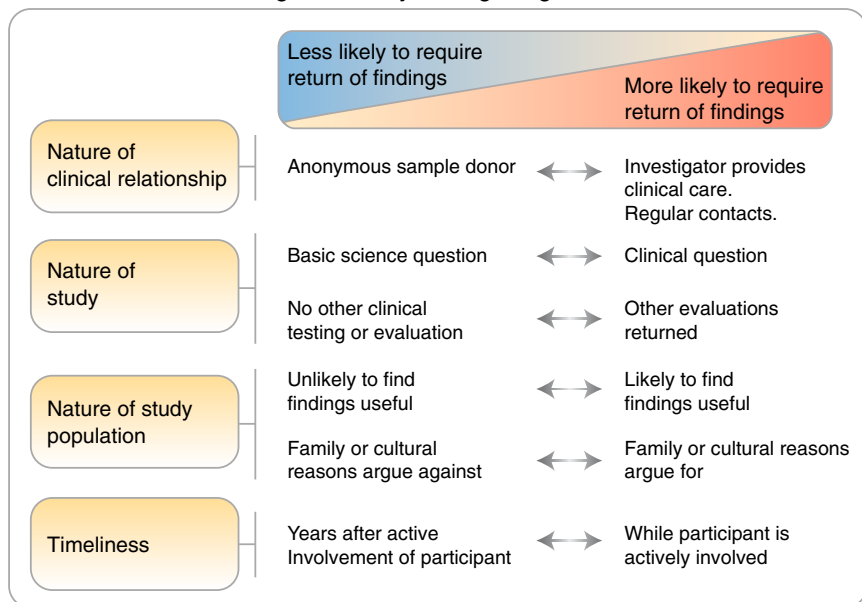 Less likely to require
return of findings
More likely to require
return of findings
Nature of
clinical relationship
Anonymous sample donor
Investigator provides
clinical care.
Regular contacts.
Nature of
study
Basic science question
Clinical question
No other clinical
testing or evaluation
Other evaluations
returned
Nature of study
population
Unlikely to find
findings useful
Likely to find
findings useful
Family or cultural
reasons argue against
Family or cultural reasons
argue for
Timeliness
Years after active
Involvement of participant
While participant is
actively involved